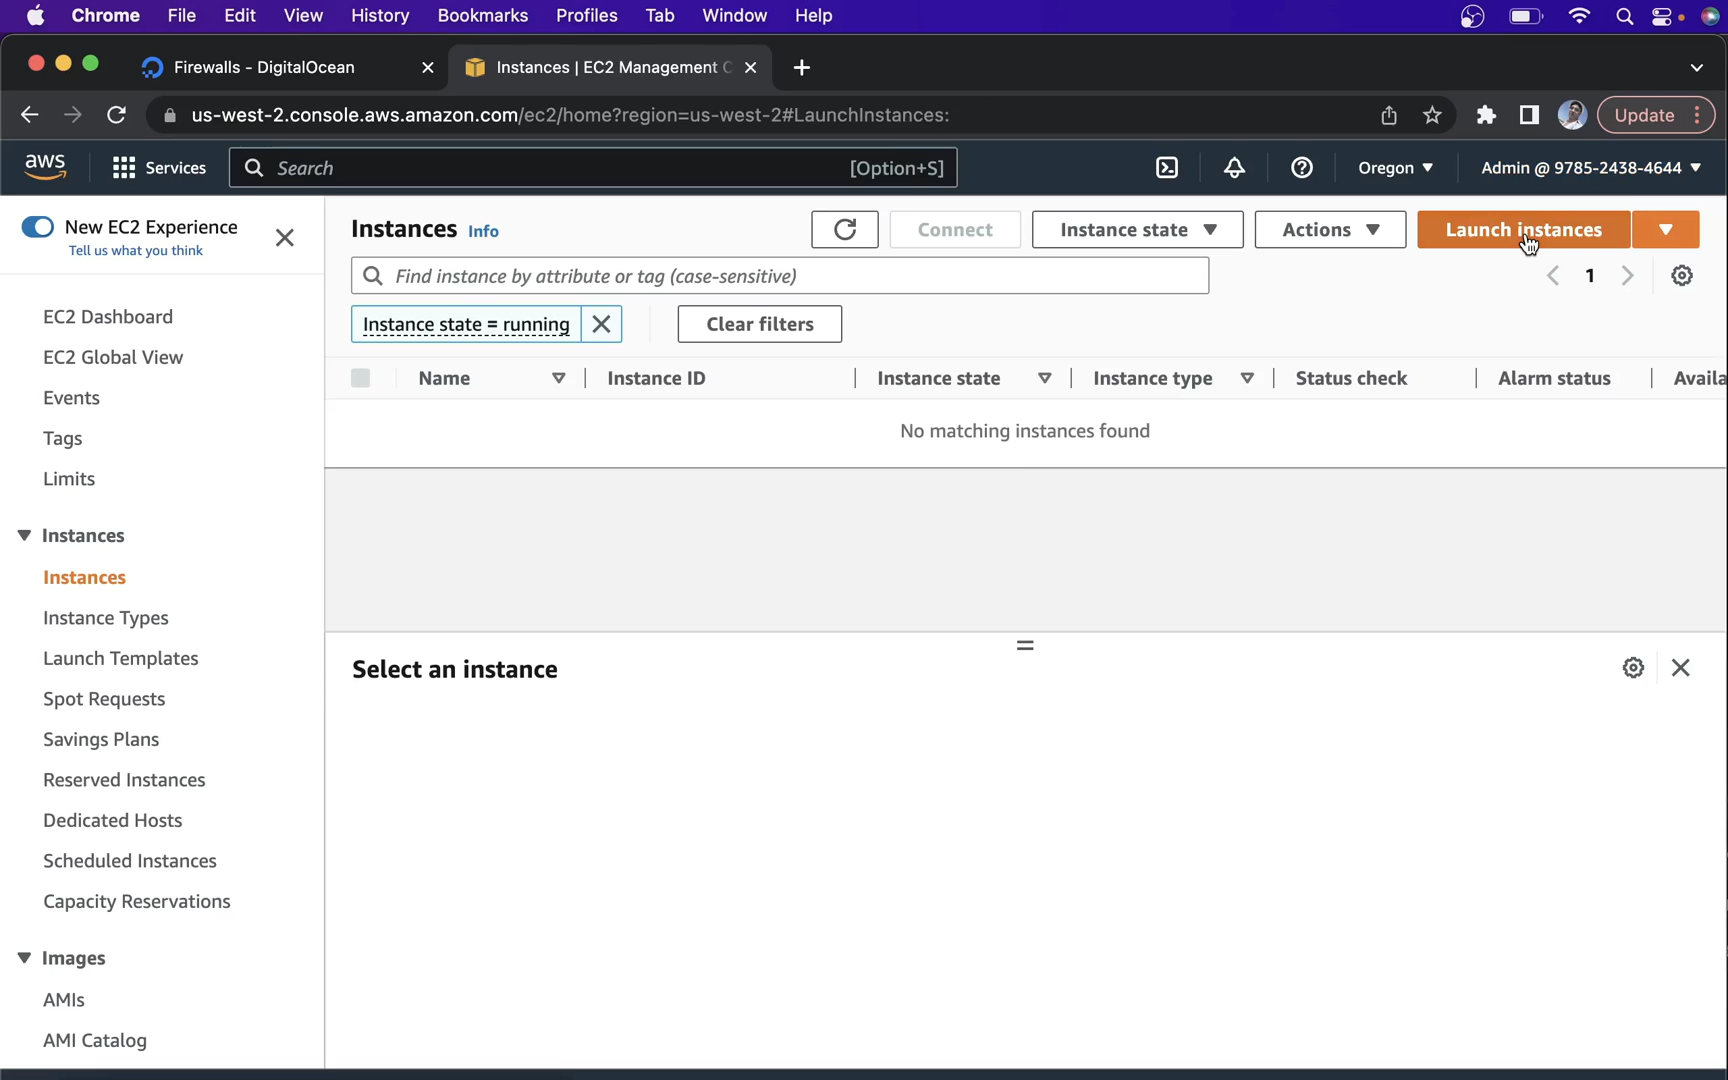 Chrome File Edit View History Bookmarks Profiles Tab Window Help
Firewalls - DigitalOcean
Instances | EC2 Management C
us-west-2.console.aws.amazon.com/ec2/home?region=us-west-2#LaunchInstances:
Update
aws
Services
Search
[Option+S]
Oregon
Admin @ 9785-2438-4644
New EC2 Experience
Tell us what you think
EC2 Dashboard
EC2 Global View
Events
Tags
Limits
Instances
Instances
Instance Types
Launch Templates
Spot Requests
Savings Plans
Reserved Instances
Dedicated Hosts
Scheduled Instances
Capacity Reservations
Images
AMIs
AMI Catalog
Instances Info
Connect
Instance state
Actions
Launch instances
Find instance by attribute or tag (case-sensitive)
1
Instance state = running
Clear filters
Name
Instance ID
Instance state
Instance type
Status check
Alarm status
Availa
No matching instances found
Select an instance